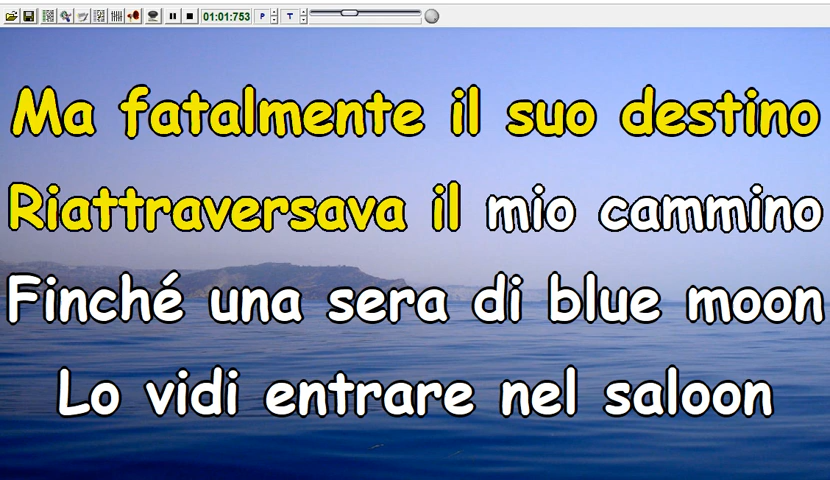 01:01:753 P T
Ma fatalmente il suo destino
Riattraversava il mio cammino
Finché una sera di blue moon
Lo vidi entrare nel saloon